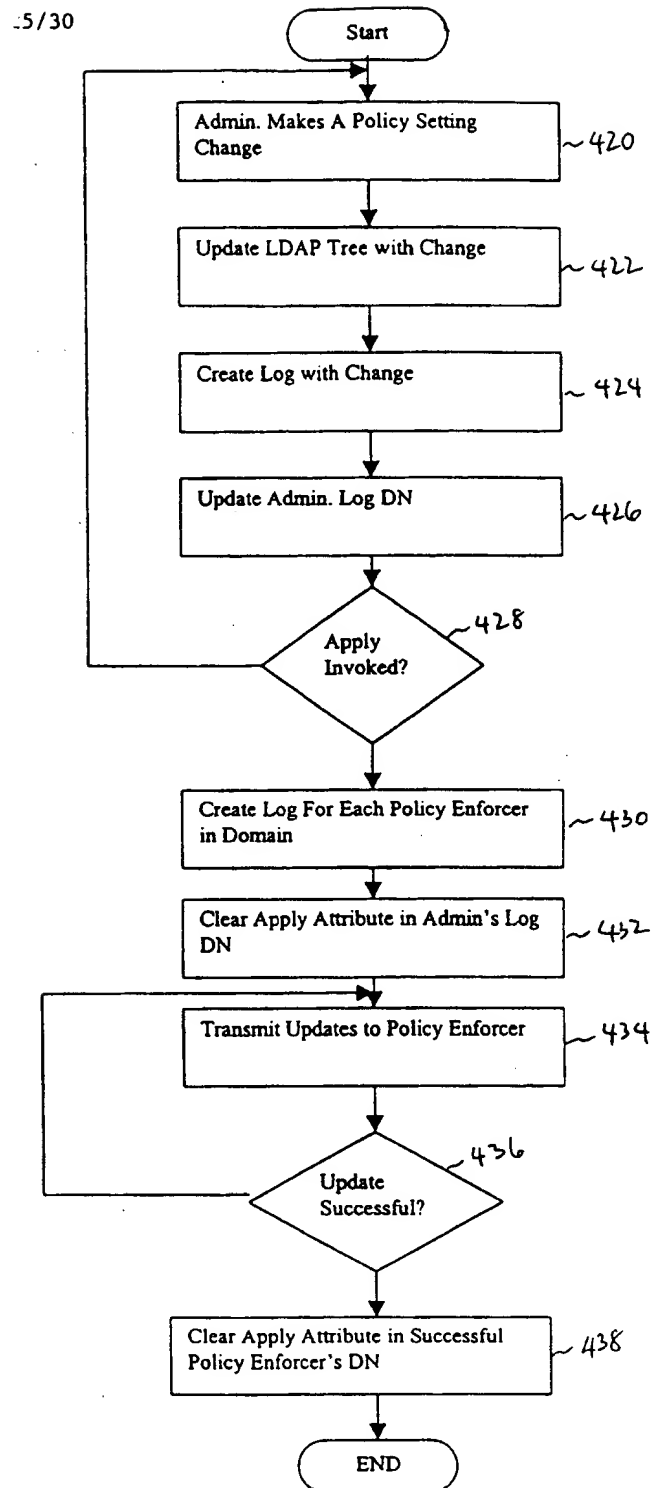 5/30
Start
Admin. Makes A Policy Setting
Change
~420
Update LDAP Tree with Change
~422
Create Log with Change
~424
Update Admin. Log DN
~426
~428
Apply
Invoked?
Create Log For Each Policy Enforcer
in Domain
~430
Clear Apply Attribute in Admin's Log
DN
~432
Transmit Updates to Policy Enforcer
~434
~436
Update
Successful?
Clear Apply Attribute in Successful
Policy Enforcer's DN
~438
END